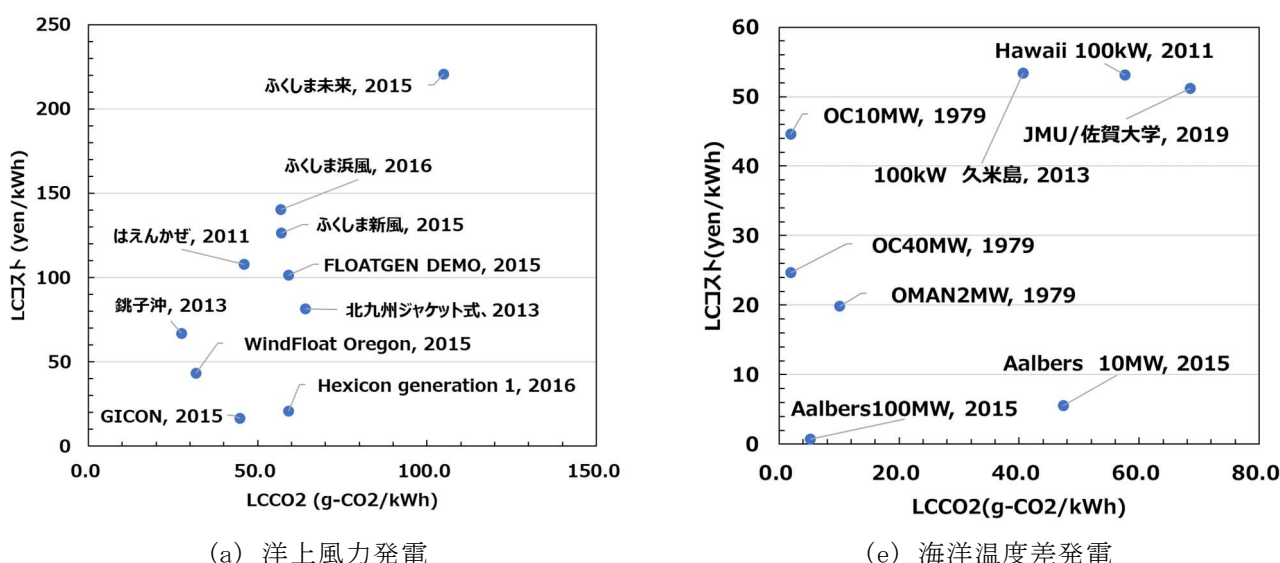 250
200
150
100
50
0
LCコスト (yen/kWh)
ふくしま未来, 2015
ふくしま浜風, 2016
ふくしま新風, 2015
はえんかぜ, 2011
FLOATGEN DEMO, 2015
銚子沖, 2013
北九州ジャケット式、2013
WindFloat Oregon, 2015
Hexicon generation 1, 2016
GICON, 2015
0.0 50.0 100.0 150.0
LCCO2 (g-CO2/kWh)
(a) 洋上風力発電
60
50
40
30
20
10
0
LCコスト(yen/kWh)
Hawaii 100kW, 2011
OC10MW, 1979
JMU/佐賀大学, 2019
100kW 久米島, 2013
OC40MW, 1979
OMAN2MW, 1979
Aalbers 10MW, 2015
Aalbers100MW, 2015
0.0 20.0 40.0 60.0 80.0
LCCO2(g-CO2/kWh)
(e) 海洋温度差発電